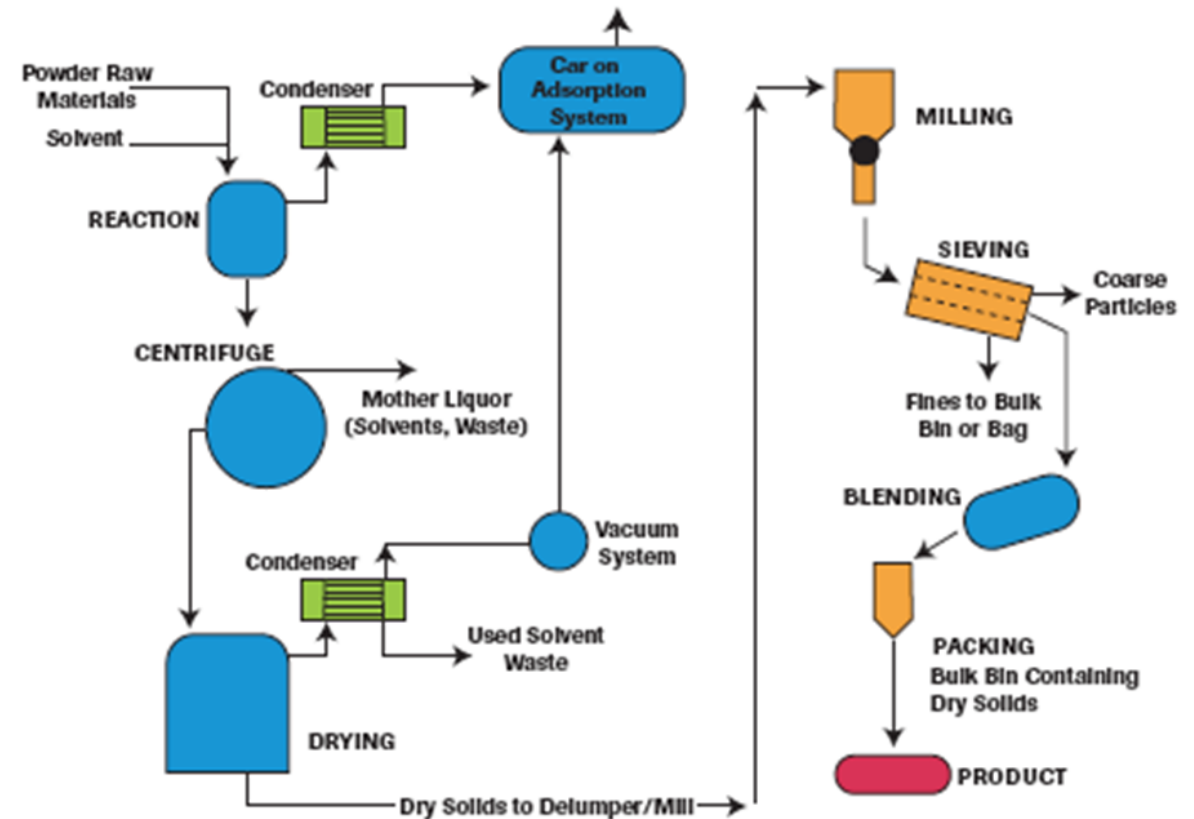 Powder Raw
Materials
Solvent
REACTION
Condenser
Car on
Adsorption
System
CENTRIFUGE
Mother Liquor
(Solvents, Waste)
Condenser
Vacuum
System
Used Solvent
Waste
DRYING
Dry Solids to Delumper/Mill
MILLING
SIEVING
Coarse
Particles
Fines to Bulk
Bin or Bag
BLENDING
PACKING
Bulk Bin Containing
Dry Solids
PRODUCT